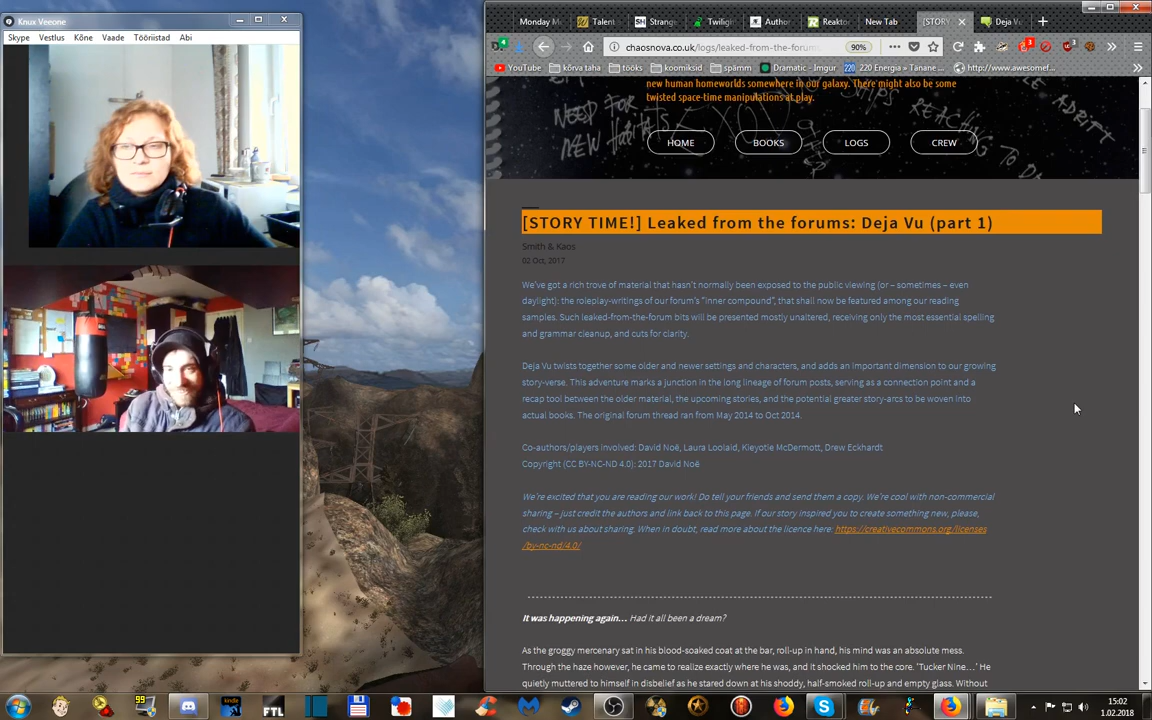 Knux Veeone
Skype Vestlus Kõne Vaade Tööriistad Abi
Monday M
Talent
Strange
Twilight
Author
Reaktor
New Tab
[STORY
Deja Vu
chaosnova.co.uk/logs/leaked-from-the-forums
90%
YouTube kõrva taha tööks koomiksid spämm Dramatic - Imgur 220 Energia » Tänane... http://www.awesomef...
new human homeworlds somewhere in our galaxy. There might also be some
twisted space-time manipulations at play.
NEED FOR
NEW
HOME BOOKS LOGS CREW
[STORY TIME!] Leaked from the forums: Deja Vu (part 1)
Smith & Kaos
02 Oct, 2017
We've got a rich trove of material that hasn't normally been exposed to the public viewing (or – sometimes – even
daylight): the roleplay-writings of our forum's "inner compound", that shall now be featured among our reading
samples. Such leaked-from-the-forum bits will be presented mostly unaltered, receiving only the most essential spelling
and grammar cleanup, and cuts for clarity.
Deja Vu twists together some older and newer settings and characters, and adds an important dimension to our growing
story-verse. This adventure marks a junction in the long lineage of forum posts, serving as a connection point and a
recap tool between the older material, the upcoming stories, and the potential greater story-arcs to be woven into
actual books. The original forum thread ran from May 2014 to Oct 2014.
Co-authors/players involved: David Noë, Laura Loolaid, Kleyotie McDermott, Drew Eckhardt
Copyright (CC BY-NC-ND 4.0): 2017 David Noë
We're excited that you are reading our work! Do tell your friends and send them a copy. We're cool with non-commercial
sharing – just credit the authors and link back to this page. If our story inspired you to create something new, please,
check with us about sharing. When in doubt, read more about the licence here: https://creativecommons.org/licenses
/by-nc-nd/4.0/
It was happening again... Had it all been a dream?
As the groggy mercenary sat in his blood-soaked coat at the bar, roll-up in hand, his mind was an absolute mess.
Through the haze however, he came to realize exactly where he was, and it shocked him to the core. 'Tucker Nine...' He
quietly muttered to himself in disbelief as he stared down at his shoddy, half-smoked roll-up and empty glass. Without
99
kindle
FTL
15:02
1.02.2018